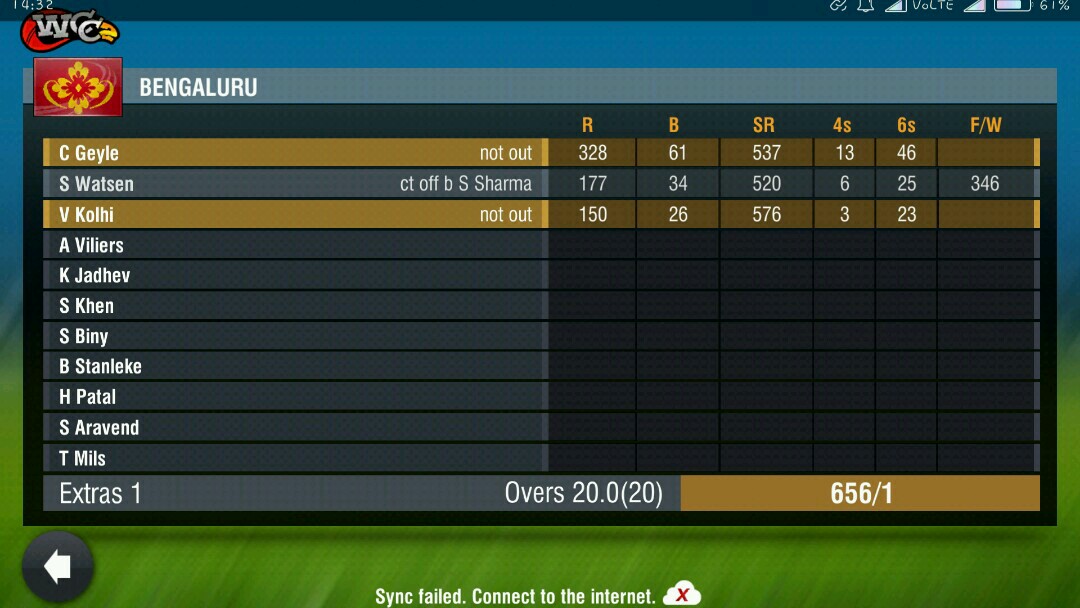 14:32
VoLTE 61%
WCC
BENGALURU
R B SR 4s 6s F/W
C Geyle not out 328 61 537 13 46
S Watsen ct off b S Sharma 177 34 520 6 25 346
V Kolhi not out 150 26 576 3 23
A Viliers
K Jadhev
S Khen
S Biny
B Stanleke
H Patal
S Aravend
T Mils
Extras 1 Overs 20.0(20) 656/1
Sync failed. Connect to the internet. X